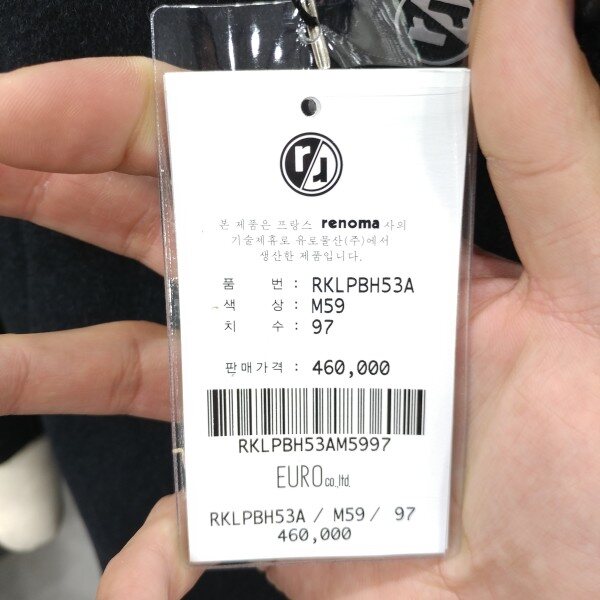 본 제품은 프랑스 renoma 사의
기술제휴로 유로물산(주)에서
생산한 제품입니다.
품 번 : RKLPBH53A
색 상 : M59
치 수 : 97
판매가격 : 460,000
RKLPBH53AM5997
EURO co.,ltd.
RKLPBH53A / M59 / 97
460,000